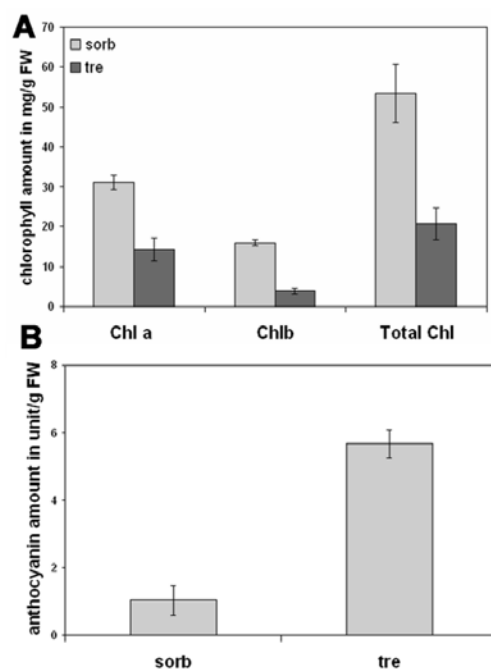 A
chlorophyll amount in mg/g FW
70
60
50
40
30
20
10
0
sorb
tre
Chl a Chlb Total Chl
B
anthocyanin amount in unit/g FW
8
6
4
2
0
sorb tre